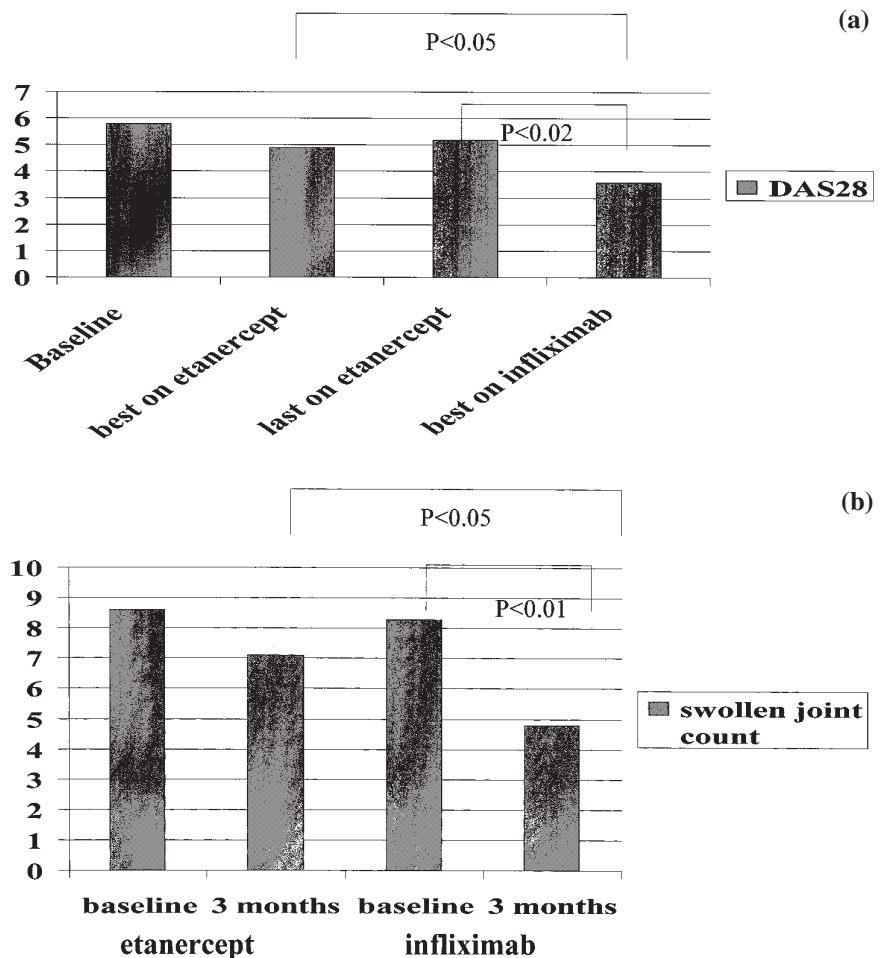 (a)
P<0.05
7
6
5
4
3
2
1
0
P<0.02
DAS28
Baseline
best on etanercept
last on etanercept
best on infliximab
(b)
P<0.05
10
9
8
7
6
5
4
3
2
1
0
P<0.01
swollen joint
count
baseline 3 months baseline 3 months
etanercept infliximab